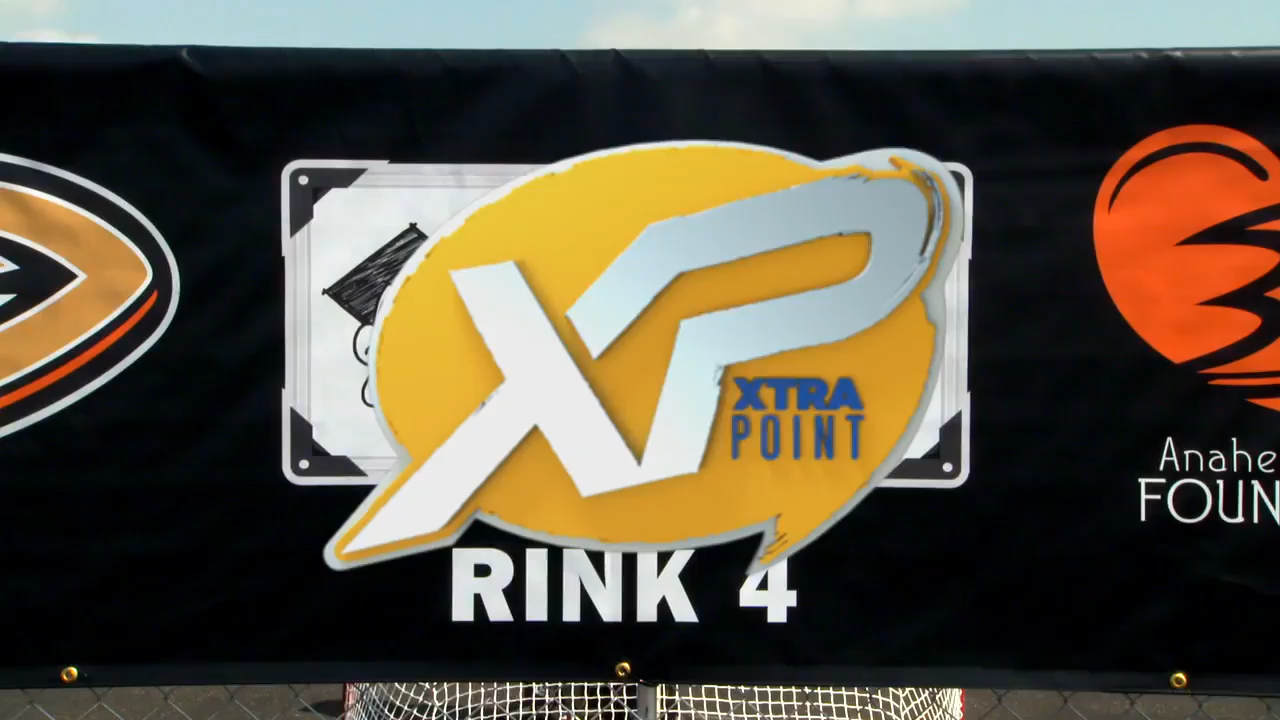 XP
XTRA
POINT
RINK 4
Anahe
FOUN